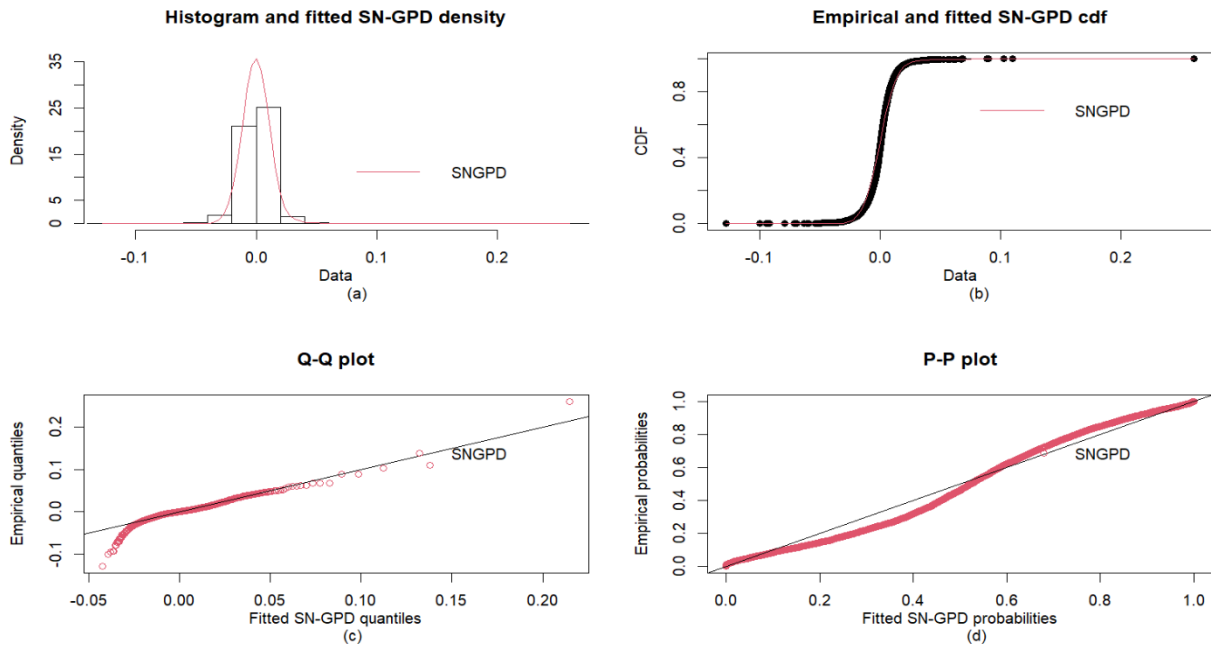 Histogram and fitted SN-GPD density
Density
35
25
15
5
0
SNGPD
-0.1 0.0 0.1 0.2
Data
(a)
Empirical and fitted SN-GPD cdf
CDF
0.8
0.4
0.0
SNGPD
-0.1 0.0 0.1 0.2
Data
(b)
Q-Q plot
Empirical quantiles
0.2
0.1
0.0
-0.1
SNGPD
-0.05 0.00 0.05 0.10 0.15 0.20
Fitted SN-GPD quantiles
(c)
P-P plot
Empirical probabilities
1.0
0.8
0.6
0.4
0.2
0.0
SNGPD
0.0 0.2 0.4 0.6 0.8 1.0
Fitted SN-GPD probabilities
(d)